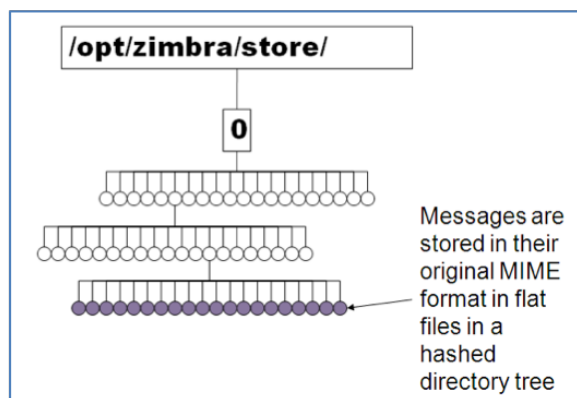 /opt/zimbra/store/
0
Messages are
stored in their
original MIME
format in flat
files in a
hashed
directory tree